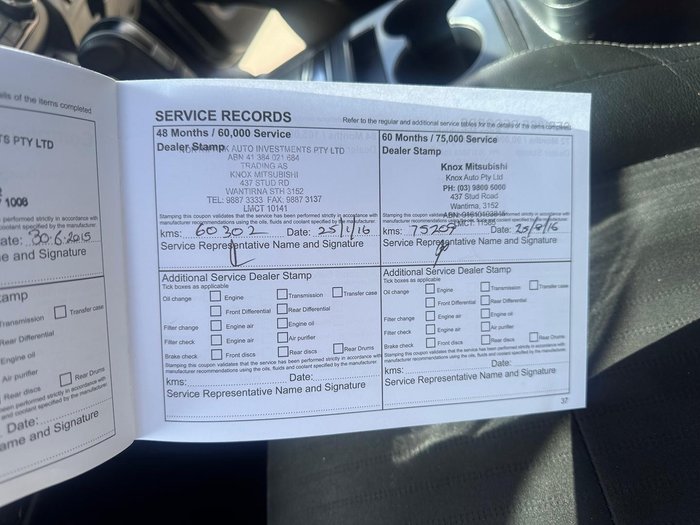 ils of the items completed
TS PTY LTD
1008
ate: 30-6-2015
e and Signature
amp
Transmission
Transfer case
Rear Differential
Engine oil
Air purifier
Rear discs
Rear Drums
Date:
ame and Signature
SERVICE RECORDS
Refer to the regular and additional service tables for the details of the items completed
48 Months / 60,000 Service
Dealer Stamp
AUTO INVESTMENTS PTY LTD
ABN 41 384 021 684
TRADING AS
KNOX MITSUBISHI
437 STUD RD
WANTIRNA STH 3152
TEL: 9887 3333 FAX: 9887 3137
LMCT 10141
Stamping this coupon validates that the service has been performed strictly in accordance with
manufacturer recommendations using the oils, fluids and coolant specified by the manufacturer.
kms: 60302 Date: 25/1/16
Service Representative Name and Signature
60 Months / 75,000 Service
Dealer Stamp
Knox Mitsubishi
Knox Auto Pty Ltd
PH: (03) 9869 5000
437 Stud Road
Wantirna, 3152
Stamping this coupon validates that the service has been performed strictly in accordance with
manufacturer recommendations using the oils, fluids and coolant specified by the manufacturer.
kms: 75207 Date:
Service Representative Name and Signature
Additional Service Dealer Stamp
Tick boxes as applicable
Oil change Engine Transmission Transfer case
Front Differential Rear Differential
Filter change Engine air Engine oil
Filter check Engine air Air purifier
Brake check Front discs Rear discs Rear Drums
Stamping this coupon validates that the service has been performed strictly in accordance with
manufacturer recommendations using the oils, fluids and coolant specified by the manufacturer.
kms: Date:
Service Representative Name and Signature
Additional Service Dealer Stamp
Tick boxes as applicable
Oil change Engine Transmission Transfer case
Front Differential Rear Differential
Filter change Engine air Engine oil
Filter check Engine air Air purifier
Brake check Front discs Rear discs Rear Drums
Stamping this coupon validates that the service has been performed strictly in accordance with
manufacturer recommendations using the oils, fluids and coolant specified by the manufacturer.
kms: Date:
Service Representative Name and Signature
37